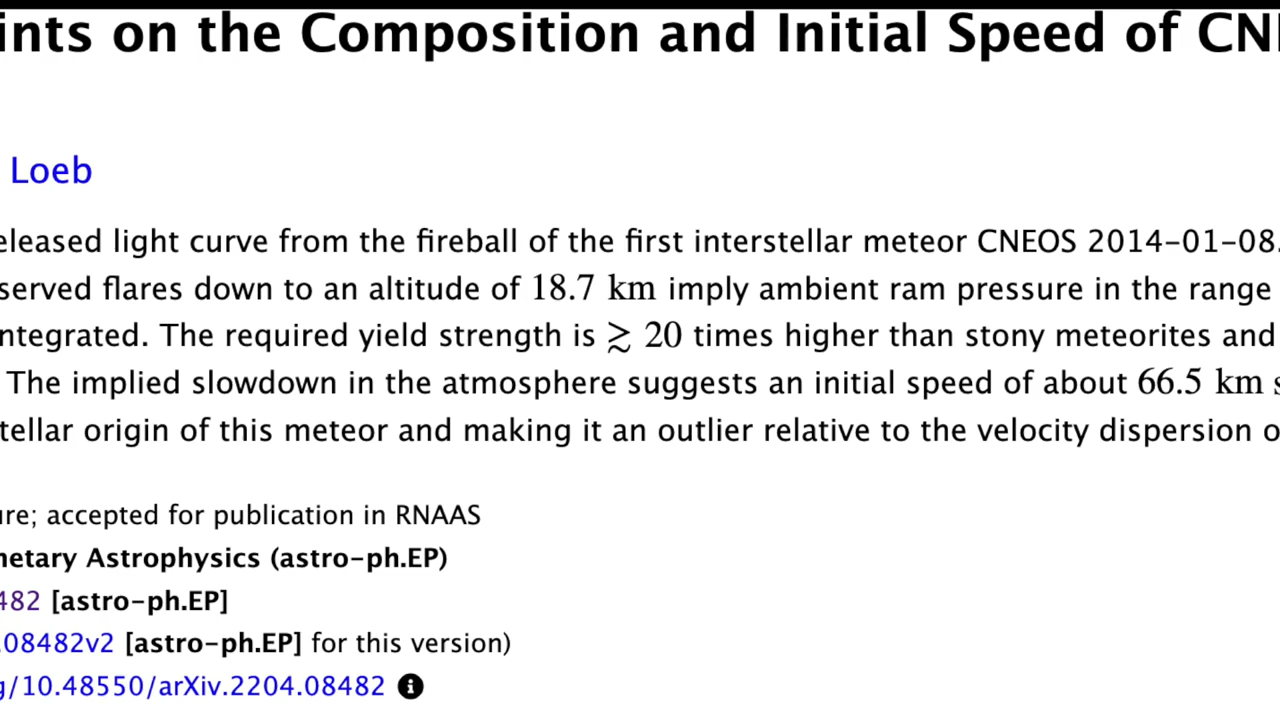 ints on the Composition and Initial Speed of CN
Loeb
eleased light curve from the fireball of the first interstellar meteor CNEOS 2014-01-08.
served flares down to an altitude of 18.7 km imply ambient ram pressure in the range
ntegrated. The required yield strength is ≳ 20 times higher than stony meteorites and
The implied slowdown in the atmosphere suggests an initial speed of about 66.5 km s
tellar origin of this meteor and making it an outlier relative to the velocity dispersion o
ure; accepted for publication in RNAAS
netary Astrophysics (astro-ph.EP)
482 [astro-ph.EP]
.08482v2 [astro-ph.EP] for this version)
g/10.48550/arXiv.2204.08482